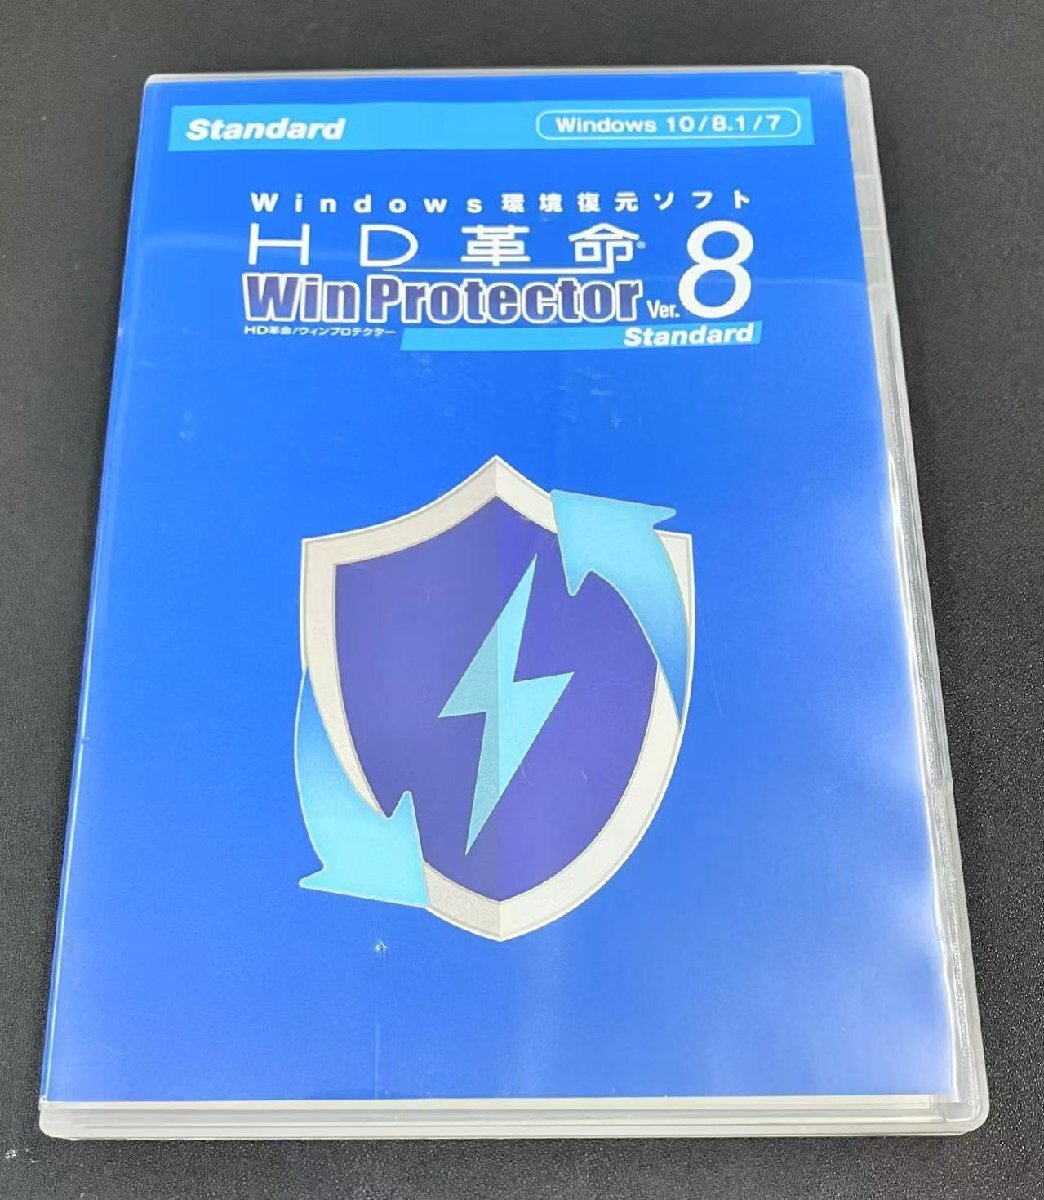 Standard
Windows 10/8.1/7
Windows環境復元ソフト
HD革命® 
Win Protector Ver.8
HD革命/ウィンプロテクター
Standard